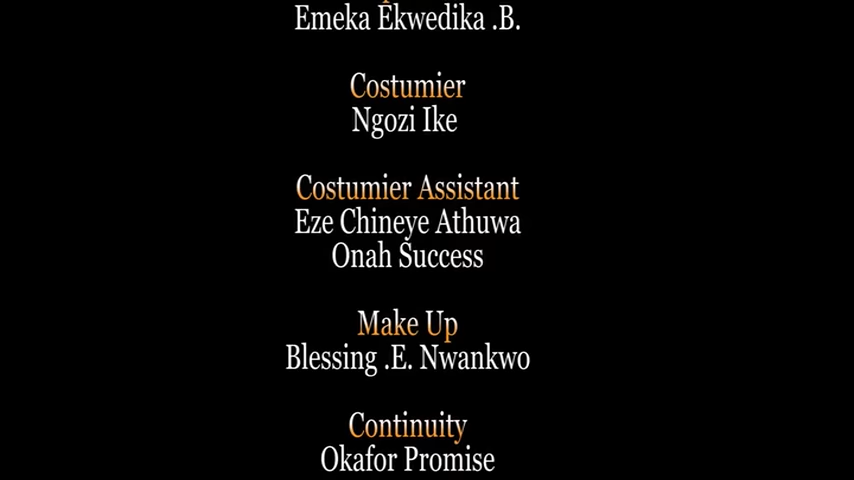 Emeka Ekwedika .B.
Costumier
Ngozi Ike
Costumier Assistant
Eze Chineye Athuwa
Onah Success
Make Up
Blessing .E. Nwankwo
Continuity
Okafor Promise